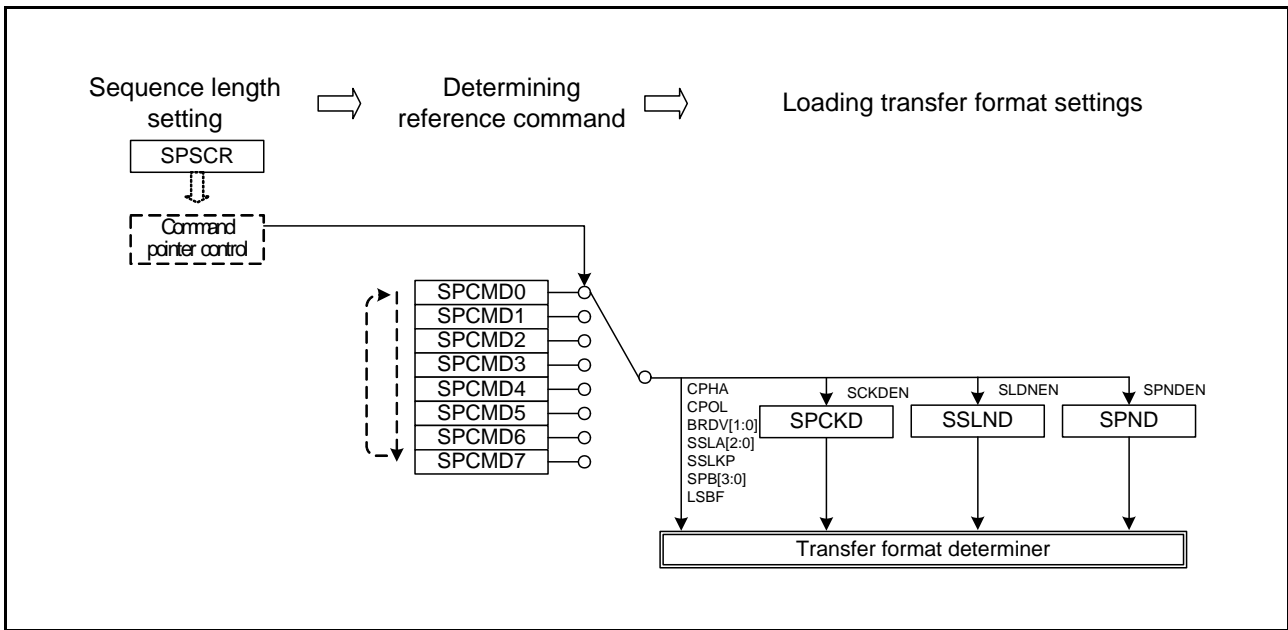 Sequence length
setting
Determining
reference command
Loading transfer format settings
SPSCR
Command
pointer control
SPCMD0
SPCMD1
SPCMD2
SPCMD3
SPCMD4
SPCMD5
SPCMD6
SPCMD7
CPHA
CPOL
BRDV[1:0]
SSLA[2:0]
SSLKP
SPB[3:0]
LSBF
SCKDEN
SPCKD
SLDNEN
SSLND
SPNDEN
SPND
Transfer format determiner